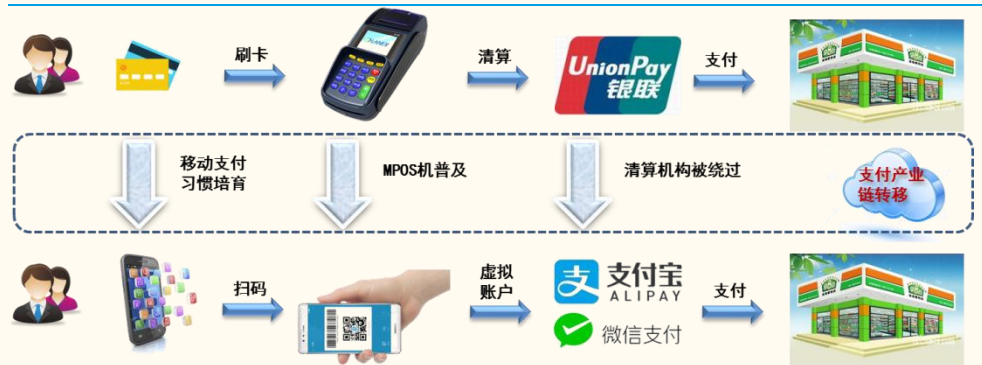 刷卡
清算
UnionPay
银联
支付
移动支付
习惯培育
MPOS机普及
清算机构被绕过
支付产业
链转移
扫码
虚拟
账户
支付宝
ALIPAY
微信支付
支付